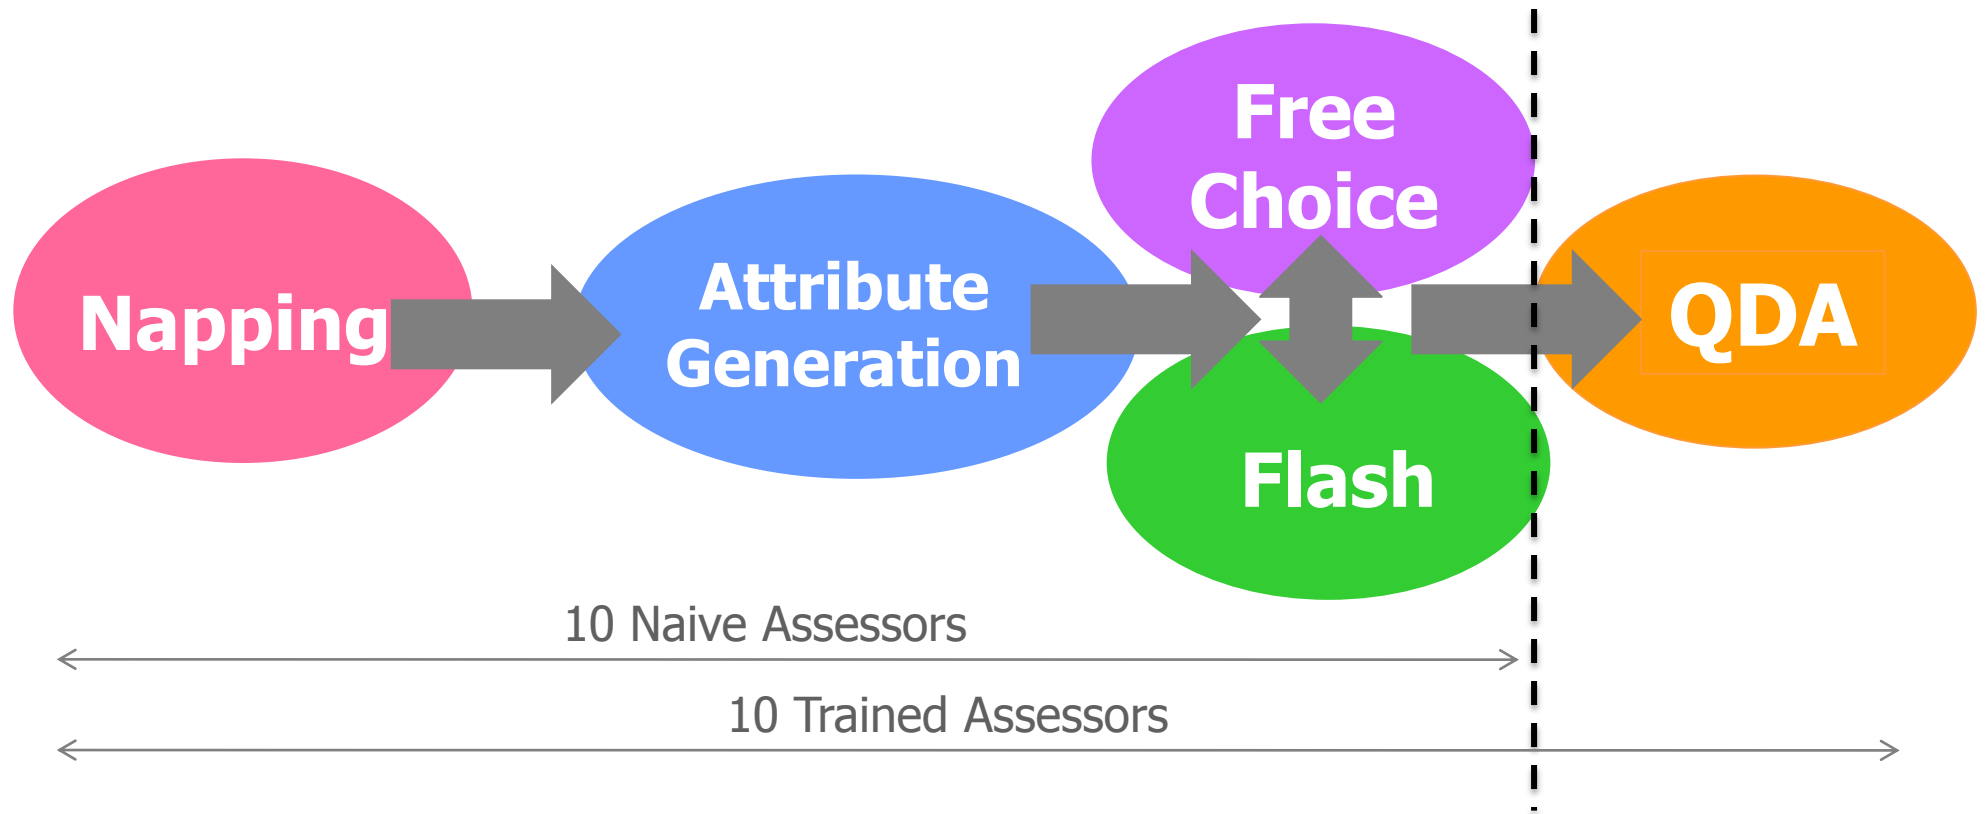 Napping
Attribute
Generation
Free
Choice
Flash
QDA
10 Naive Assessors
10 Trained Assessors